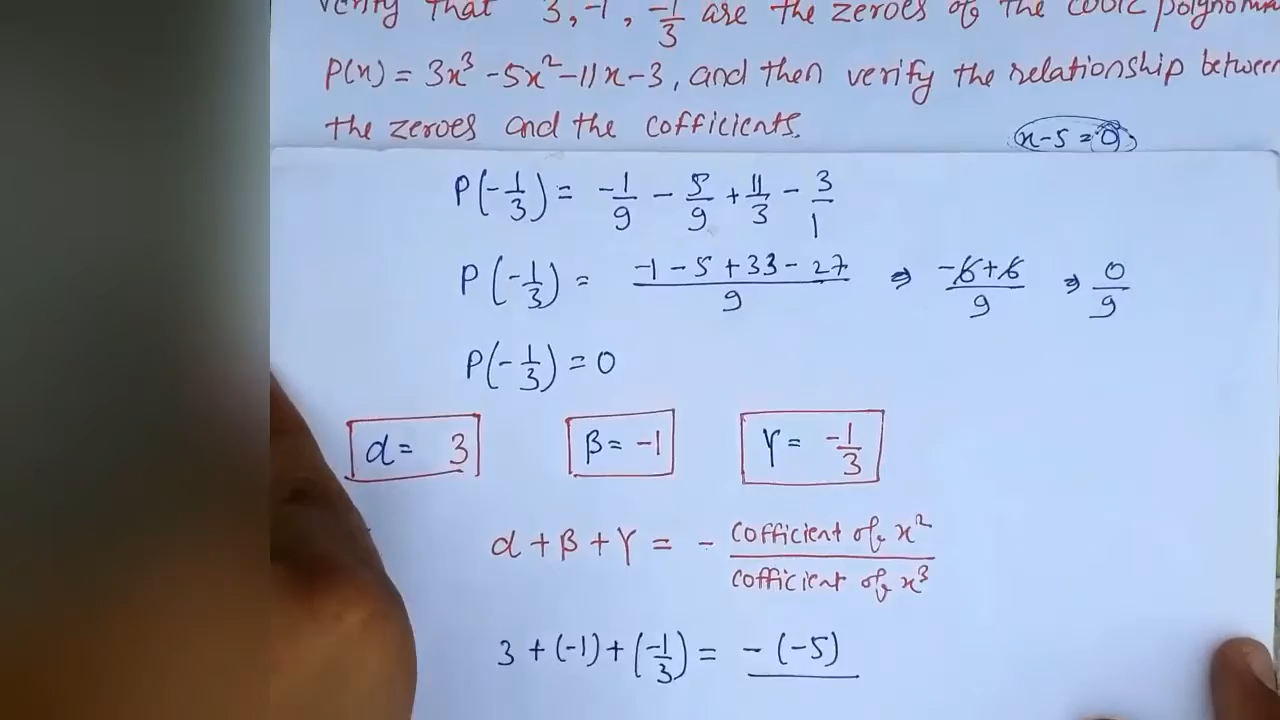 Verify that 3, -1, -1/3 are the zeroes of the cubic polynomial
P(x) = 3x³ - 5x² - 11x - 3, and then verify the relationship between
the zeroes and the cofficients.
x - 5 = 0
P(-1/3) = -1/9 - 5/9 + 11/3 - 3/1
P(-1/3) = (-1 - 5 + 33 - 27)/9 ⇒ (-6+6)/9 ⇒ 0/9
P(-1/3) = 0
α = 3 β = -1 γ = -1/3
α + β + γ = - cofficient of x² / cofficient of x³
3 + (-1) + (-1/3) = - (-5)